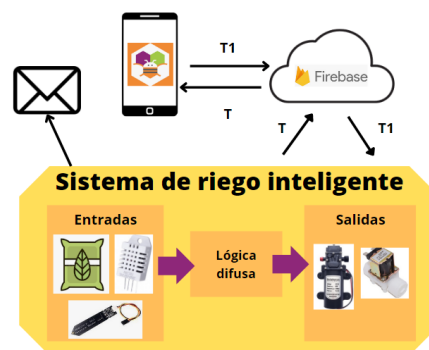 T1
Firebase
T
T
T1
Sistema de riego inteligente
Entradas
Salidas
Lógica
difusa